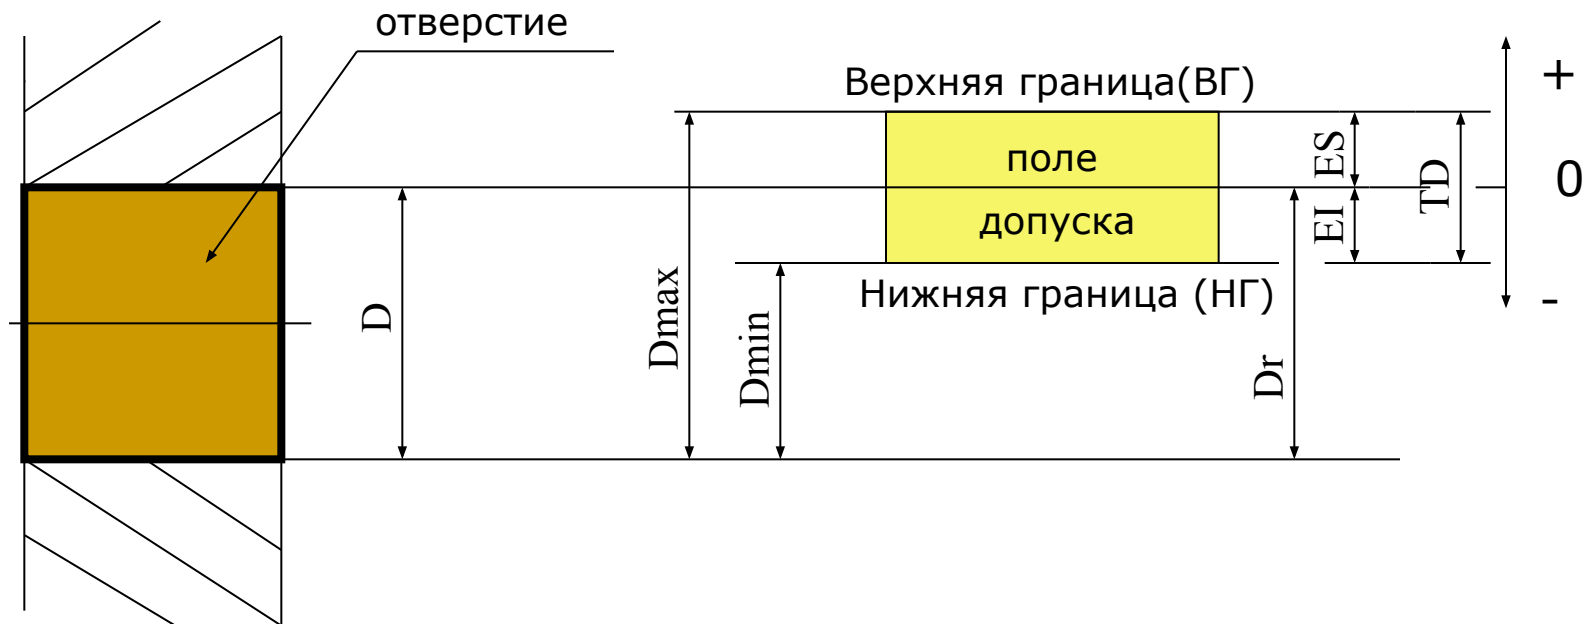 отверстие
Верхняя граница(ВГ)
+
поле
ES
TD
0
допуска
EI
Нижняя граница (НГ)
-
D
Dmax
Dmin
Dr